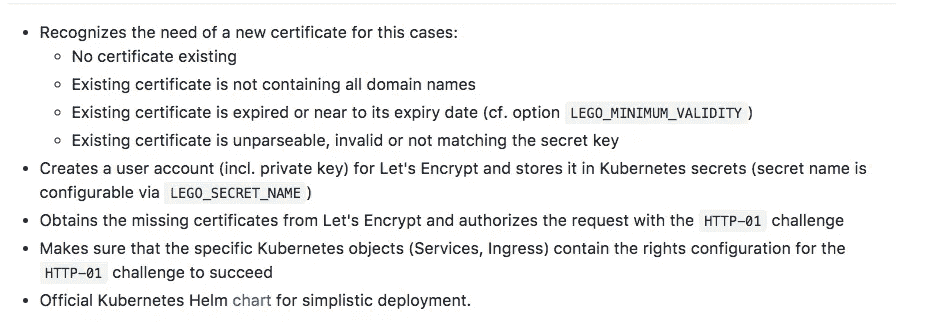 Recognizes the need of a new certificate for this cases:
No certificate existing
Existing certificate is not containing all domain names
Existing certificate is expired or near to its expiry date (cf. option LEGO_MINIMUM_VALIDITY )
Existing certificate is unparseable, invalid or not matching the secret key
Creates a user account (incl. private key) for Let's Encrypt and stores it in Kubernetes secrets (secret name is
configurable via LEGO_SECRET_NAME )
Obtains the missing certificates from Let's Encrypt and authorizes the request with the HTTP-01 challenge
Makes sure that the specific Kubernetes objects (Services, Ingress) contain the rights configuration for the
HTTP-01 challenge to succeed
Official Kubernetes Helm chart for simplistic deployment.